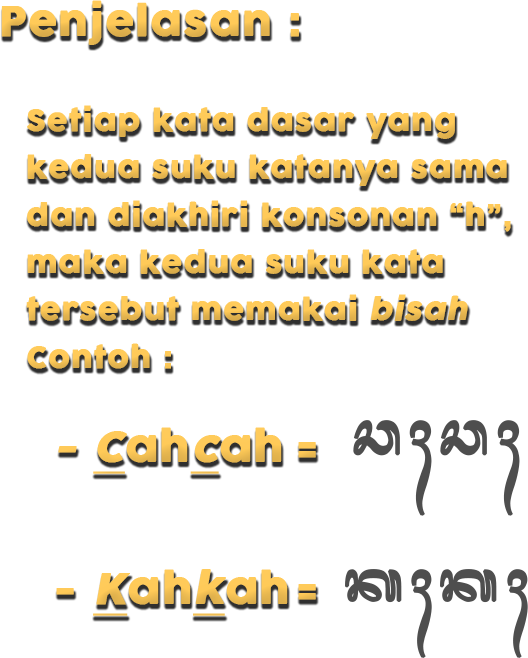 Penjelasan :
Setiap kata dasar yang
kedua suku katanya sama
dan diakhiri konsonan “h”,
maka kedua suku kata
tersebut memakai bisah
Contoh :
- Cahcah = ᬘᬄᬘᬄ
- Kahkah = ᬓᬄᬓᬄ